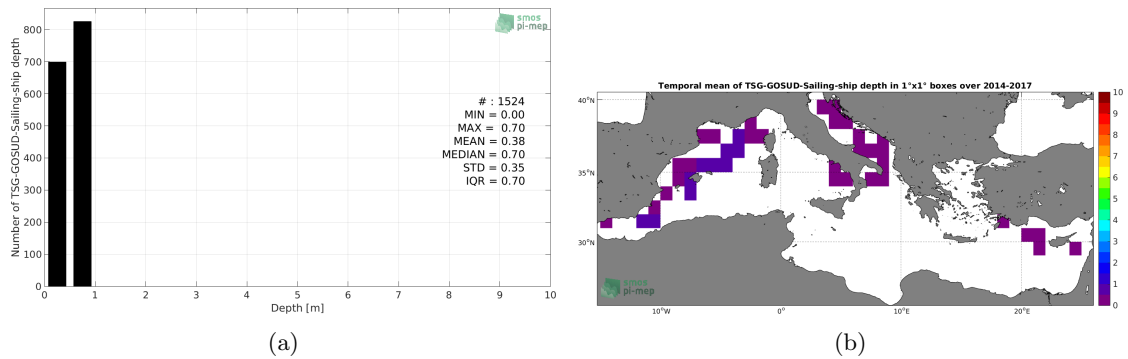 smos
pi-mep
Number of TSG-GOSUD-Sailing-ship depth
800
700
600
500
400
300
200
100
0
# : 1524
MIN = 0.00
MAX = 0.70
MEAN = 0.38
MEDIAN = 0.70
STD = 0.35
IQR = 0.70
0 1 2 3 4 5 6 7 8 9 10
Depth [m]
(a)
Temporal mean of TSG-GOSUD-Sailing-ship depth in 1°x1° boxes over 2014-2017
40°N
35°N
30°N
10°W 0° 10°E 20°E
10
9
8
7
6
5
4
3
2
1
0
smos
pi-mep
(b)